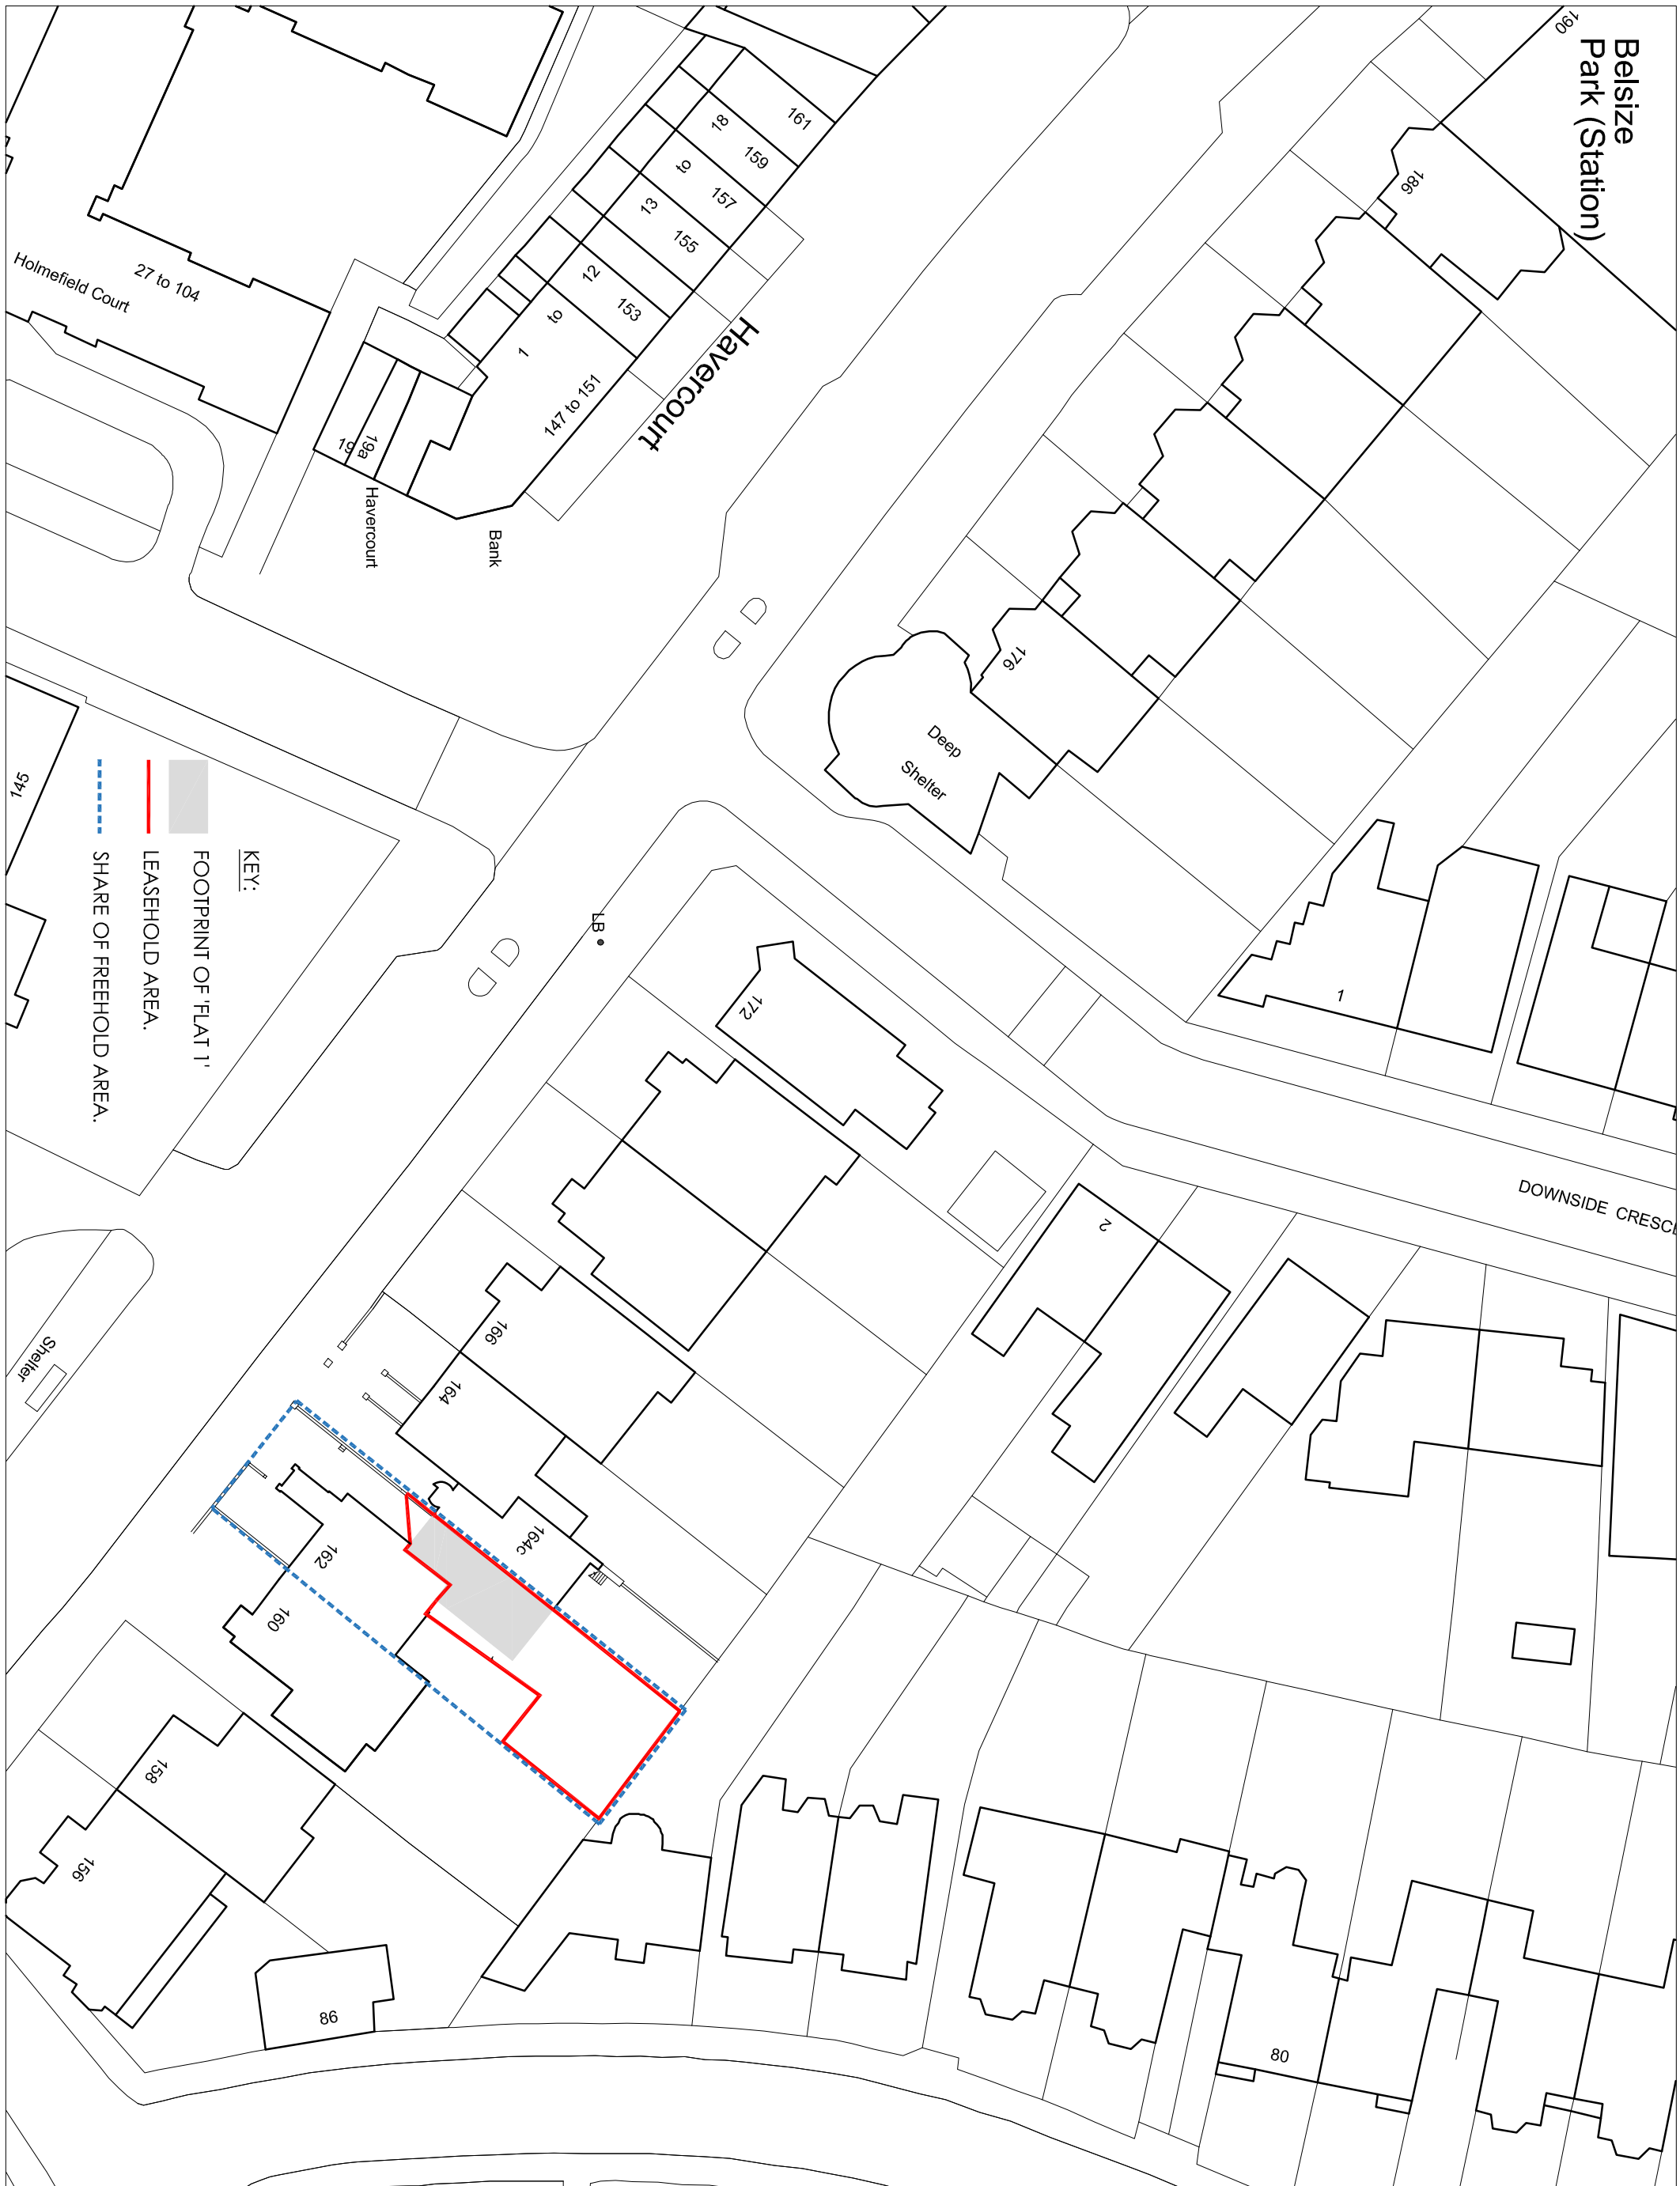 Belsize
Park (Station)
190
186
161
18
159
to
157
13
155
12
153
to
1
147 to 151
Havercourt
27 to 104
Holmefield Court
19
19a
Havercourt
Bank
176
Deep
Shelter
145
KEY:
FOOTPRINT OF 'FLAT 1'
LEASEHOLD AREA.
SHARE OF FREEHOLD AREA.
LB
172
1
DOWNSIDE CRESCE
2
166
164
164c
162
160
Shelter
158
156
86
80